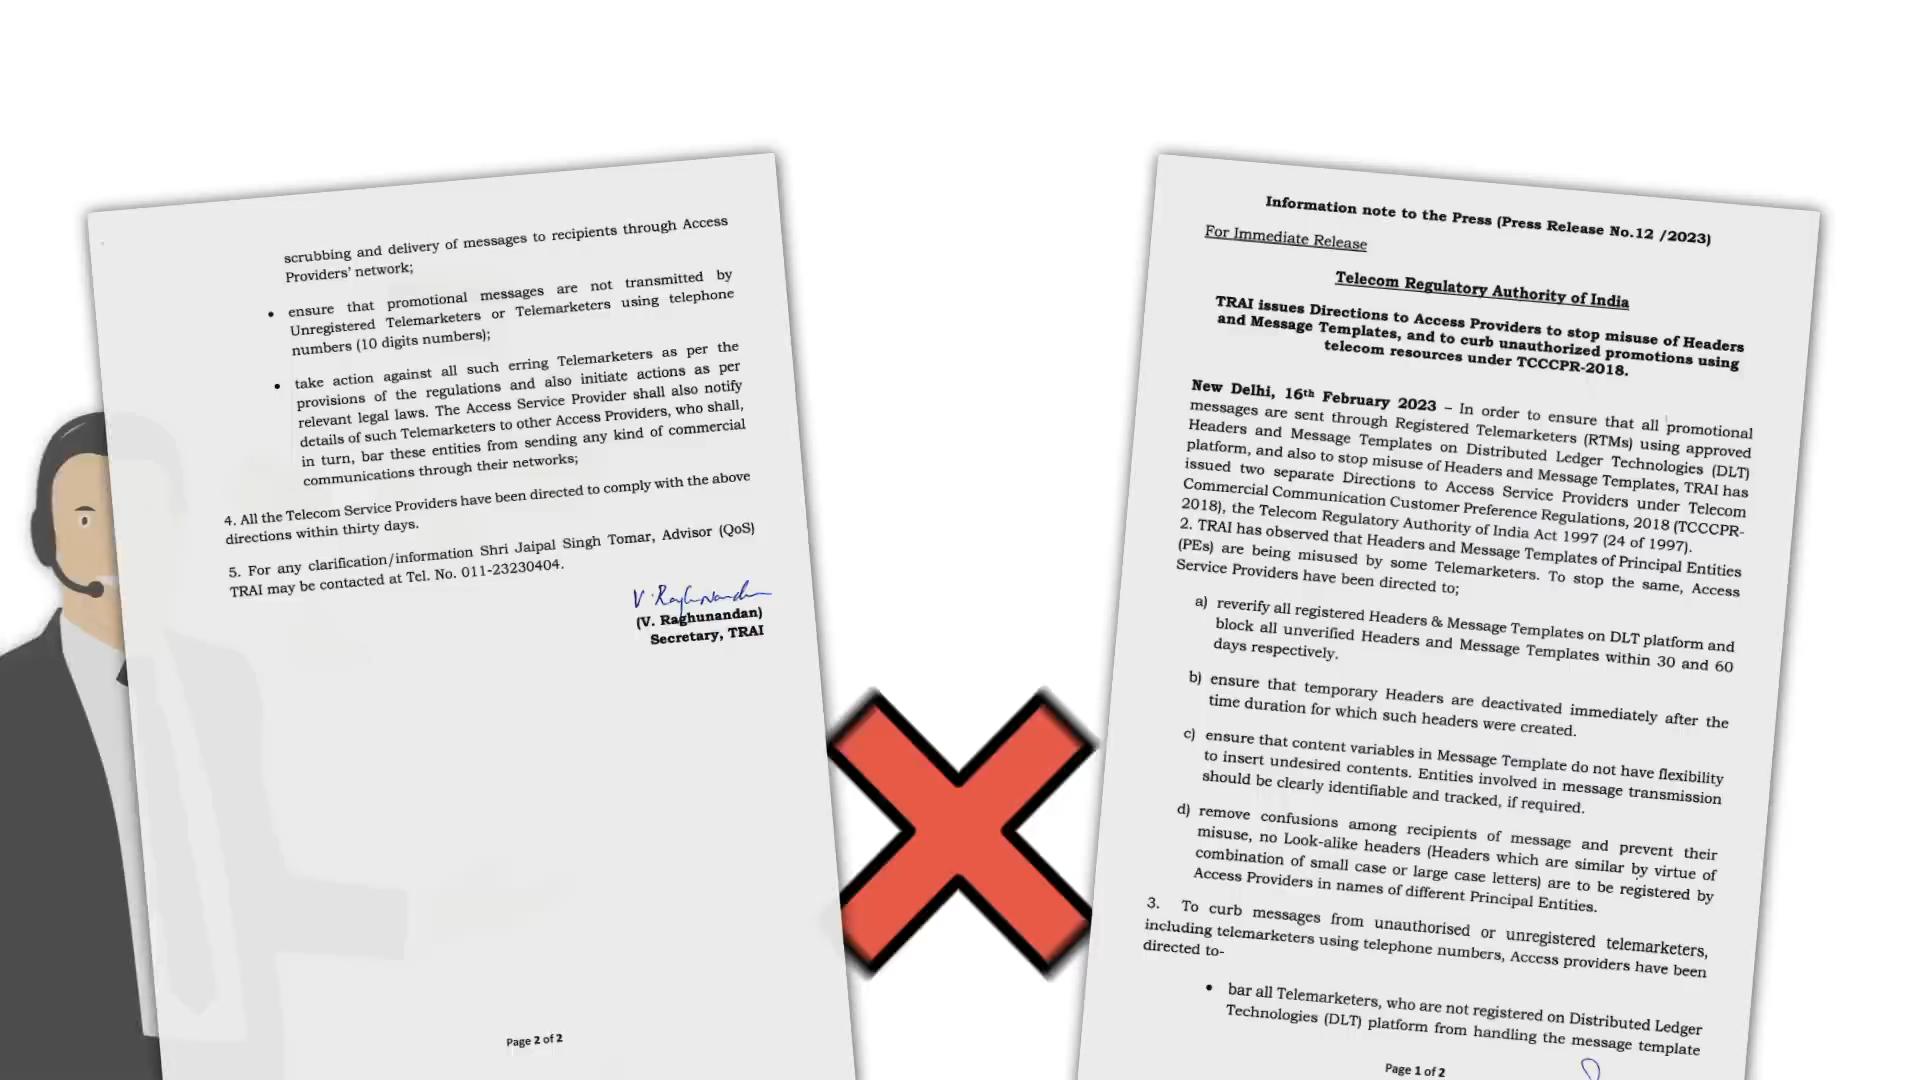 scrubbing and delivery of messages to recipients through Access
Providers' network;
• ensure that promotional messages are not transmitted by
Unregistered Telemarketers or Telemarketers using telephone
numbers (10 digits numbers);
• take action against all such erring Telemarketers as per the
provisions of the regulations and also initiate actions as per
relevant legal laws. The Access Service Provider shall also notify
details of such Telemarketers to other Access Providers, who shall,
in turn, bar these entities from sending any kind of commercial
communications through their networks;
4. All the Telecom Service Providers have been directed to comply with the above
directions within thirty days.
5. For any clarification/information Shri Jaipal Singh Tomar, Advisor (QoS)
TRAI may be contacted at Tel. No. 011-23230404.
V. Raghunandan
(V. Raghunandan)
Secretary, TRAI
Page 2 of 2
Information note to the Press (Press Release No.12 /2023)
For Immediate Release
Telecom Regulatory Authority of India
TRAI issues Directions to Access Providers to stop misuse of Headers
and Message Templates, and to curb unauthorized promotions using
telecom resources under TCCCPR-2018.
New Delhi, 16th February 2023 – In order to ensure that all promotional
messages are sent through Registered Telemarketers (RTMs) using approved
Headers and Message Templates on Distributed Ledger Technologies (DLT)
platform, and also to stop misuse of Headers and Message Templates, TRAI has
issued two separate Directions to Access Service Providers under Telecom
Commercial Communication Customer Preference Regulations, 2018 (TCCCPR-
2018), the Telecom Regulatory Authority of India Act 1997 (24 of 1997).
2. TRAI has observed that Headers and Message Templates of Principal Entities
(PEs) are being misused by some Telemarketers. To stop the same, Access
Service Providers have been directed to;
a) reverify all registered Headers & Message Templates on DLT platform and
block all unverified Headers and Message Templates within 30 and 60
days respectively.
b) ensure that temporary Headers are deactivated immediately after the
time duration for which such headers were created.
c) ensure that content variables in Message Template do not have flexibility
to insert undesired contents. Entities involved in message transmission
should be clearly identifiable and tracked, if required.
d) remove confusions among recipients of message and prevent their
misuse, no Look-alike headers (Headers which are similar by virtue of
combination of small case or large case letters) are to be registered by
Access Providers in names of different Principal Entities.
3. To curb messages from unauthorised or unregistered telemarketers,
including telemarketers using telephone numbers, Access providers have been
directed to-
• bar all Telemarketers, who are not registered on Distributed Ledger
Technologies (DLT) platform from handling the message template
Page 1 of 2